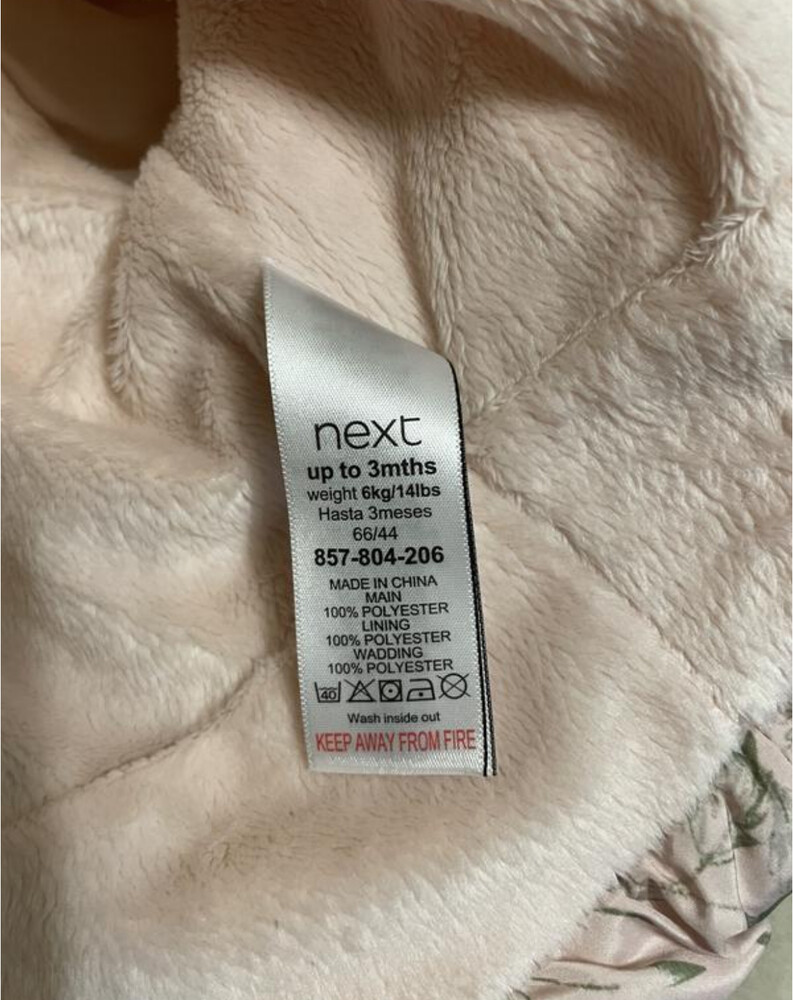 next
up to 3mths
weight 6kg/14lbs
Hasta 3meses
66/44
857-804-206
MADE IN CHINA
MAIN
100% POLYESTER
LINING
100% POLYESTER
WADDING
100% POLYESTER
40
Wash inside out
KEEP AWAY FROM FIRE